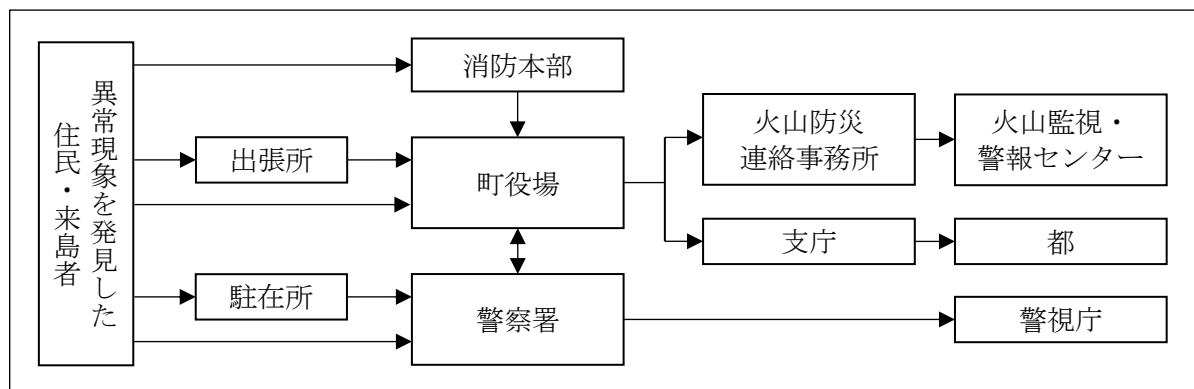 異常現象を発見した
住民・来島者
消防本部
出張所
町役場
駐在所
警察署
火山防災
連絡事務所
火山監視・
警報センター
支庁
都
警視庁